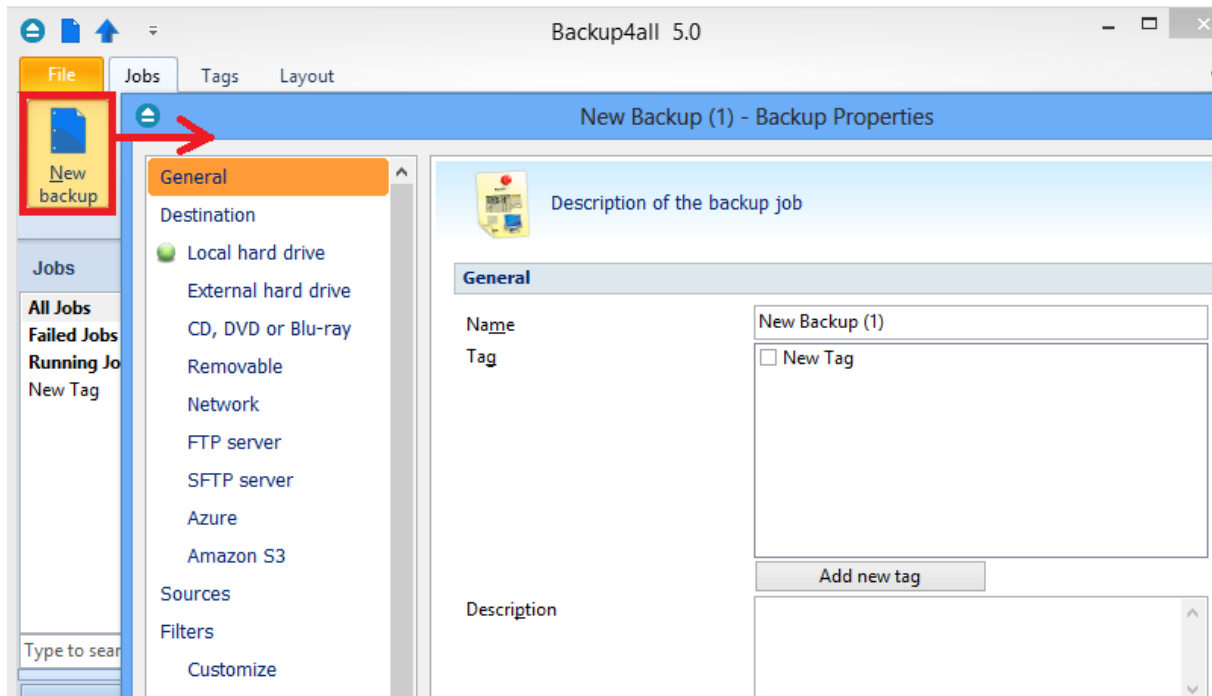 Backup4all 5.0
File Jobs Tags Layout
New Backup (1) - Backup Properties
New
backup
Jobs
All Jobs
Failed Jobs
Running
New Tag
Type to
General
Destination
Local hard drive
External hard drive
CD, DVD or Blu-ray
Removable
Network
FTP server
SFTP server
Azure
Amazon S3
Sources
Filters
Customize
Description of the backup job
General
Name New Backup (1)
Tag New Tag
Add new tag
Description